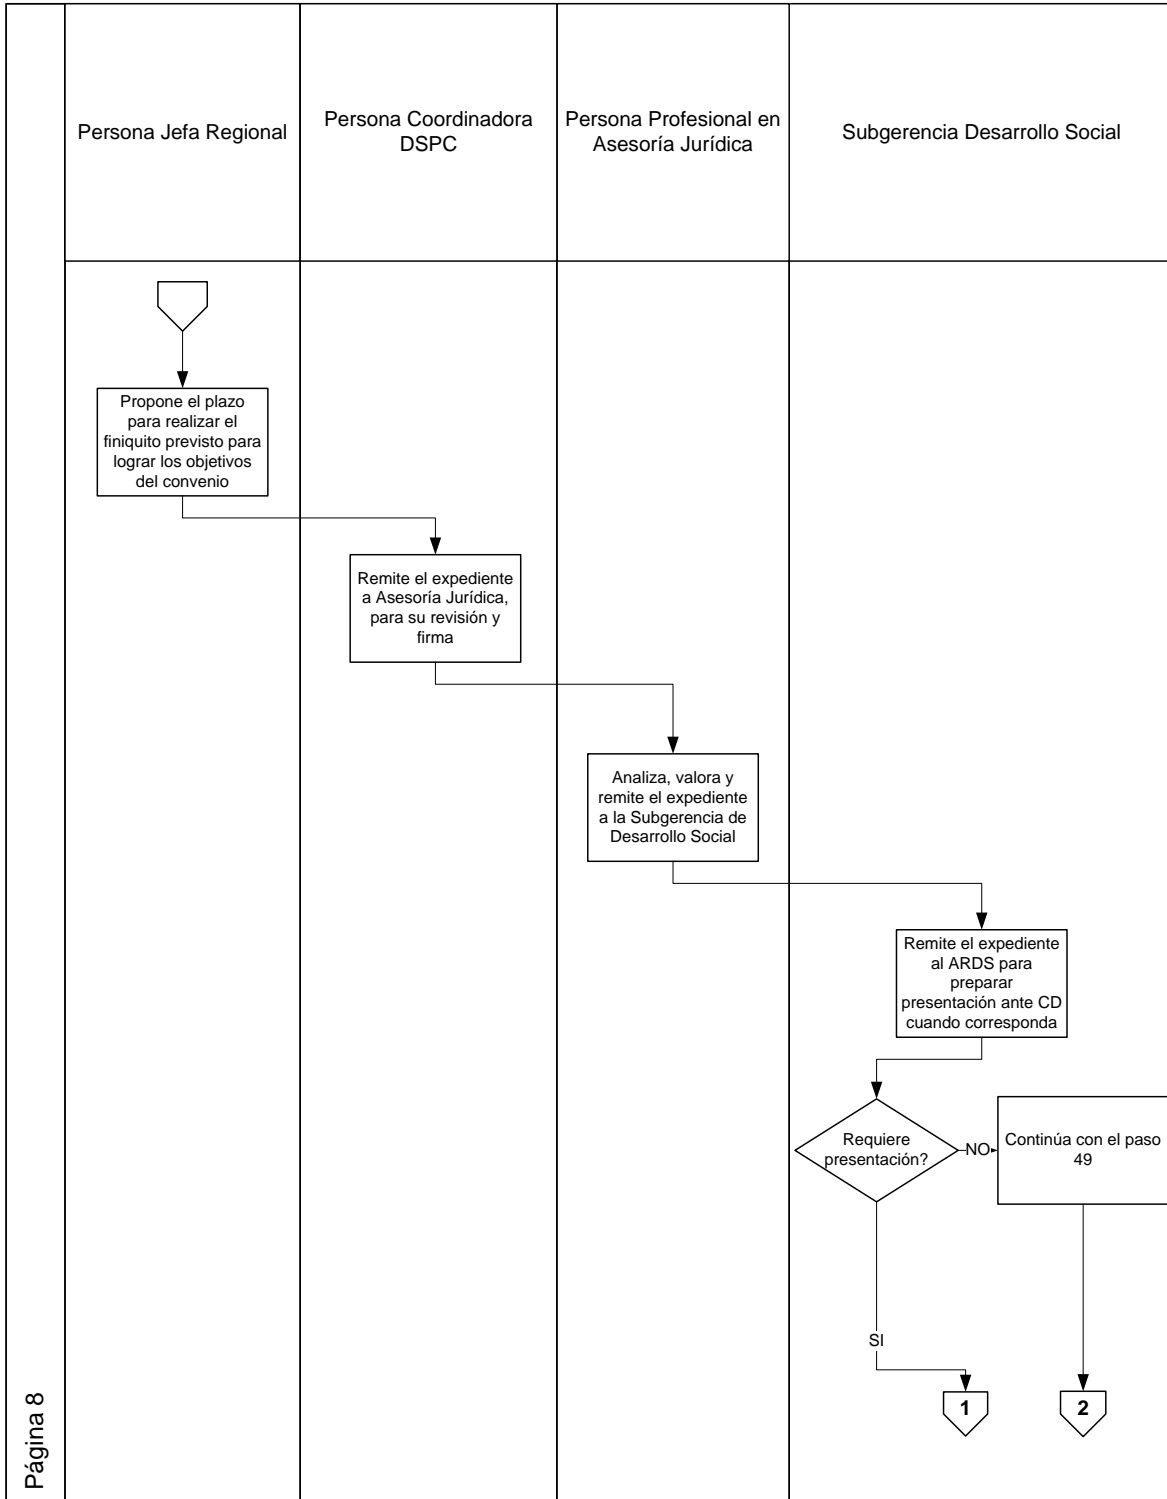 Persona Jefa Regional
Persona Coordinadora
DSPC
Persona Profesional en
Asesoría Jurídica
Subgerencia Desarrollo Social
Propone el plazo
para realizar el
finiquito previsto para
lograr los objetivos
del convenio
Remite el expediente
a Asesoría Jurídica,
para su revisión y
firma
Analiza, valora y
remite el expediente
a la Subgerencia de
Desarrollo Social
Remite el expediente
al ARDS para
preparar
presentación ante CD
cuando corresponda
Requiere
presentación?
NO
Continúa con el paso
49
SI
1
2
Página 8